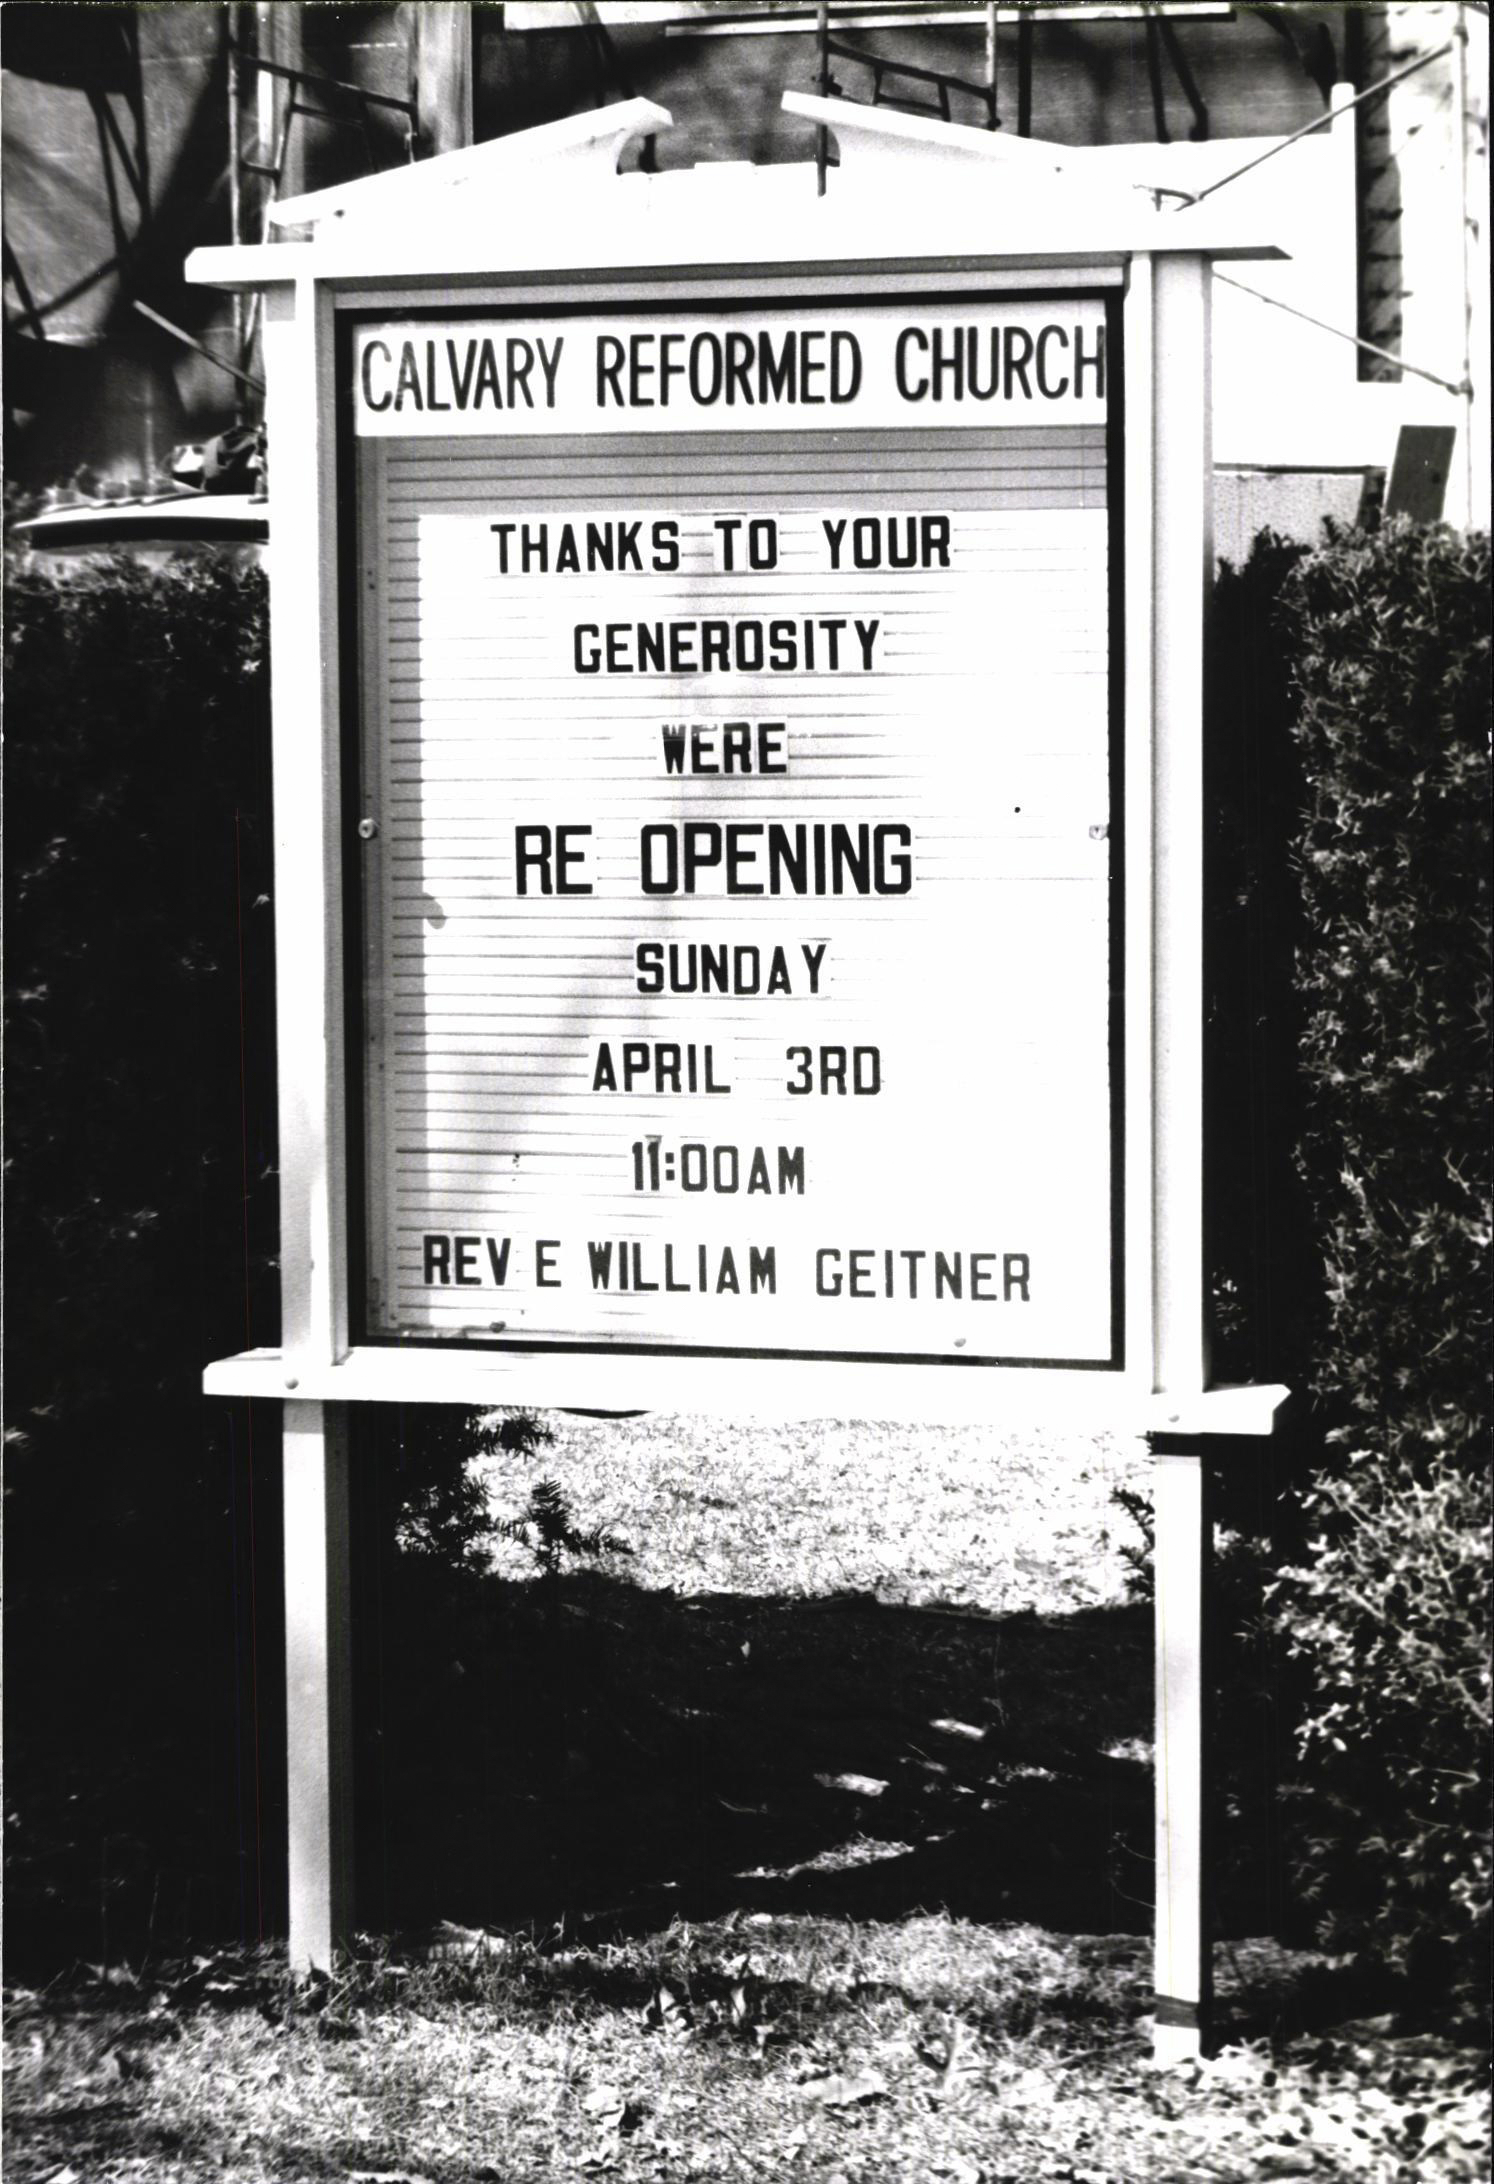 CALVARY REFORMED CHURCH
THANKS TO YOUR
GENEROSITY
WERE
RE OPENING
SUNDAY
APRIL 3RD
11:00AM
REV E WILLIAM GEITNER